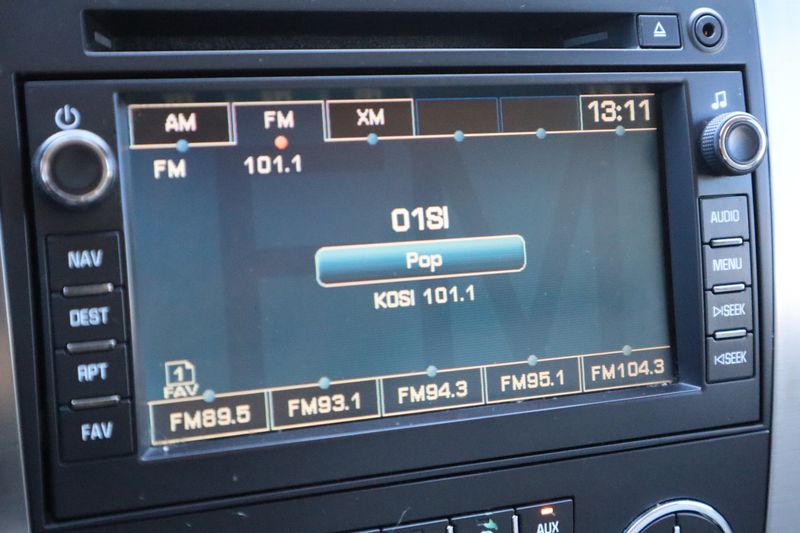 AM FM XM 13:11
FM 101.1
01SI
Pop
KOSI 101.1
1
FAV
FM89.5 FM93.1 FM94.3 FM95.1 FM104.3
NAV
DEST
RPT
FAV
AUDIO
MENU
SEEK
SEEK
AUX